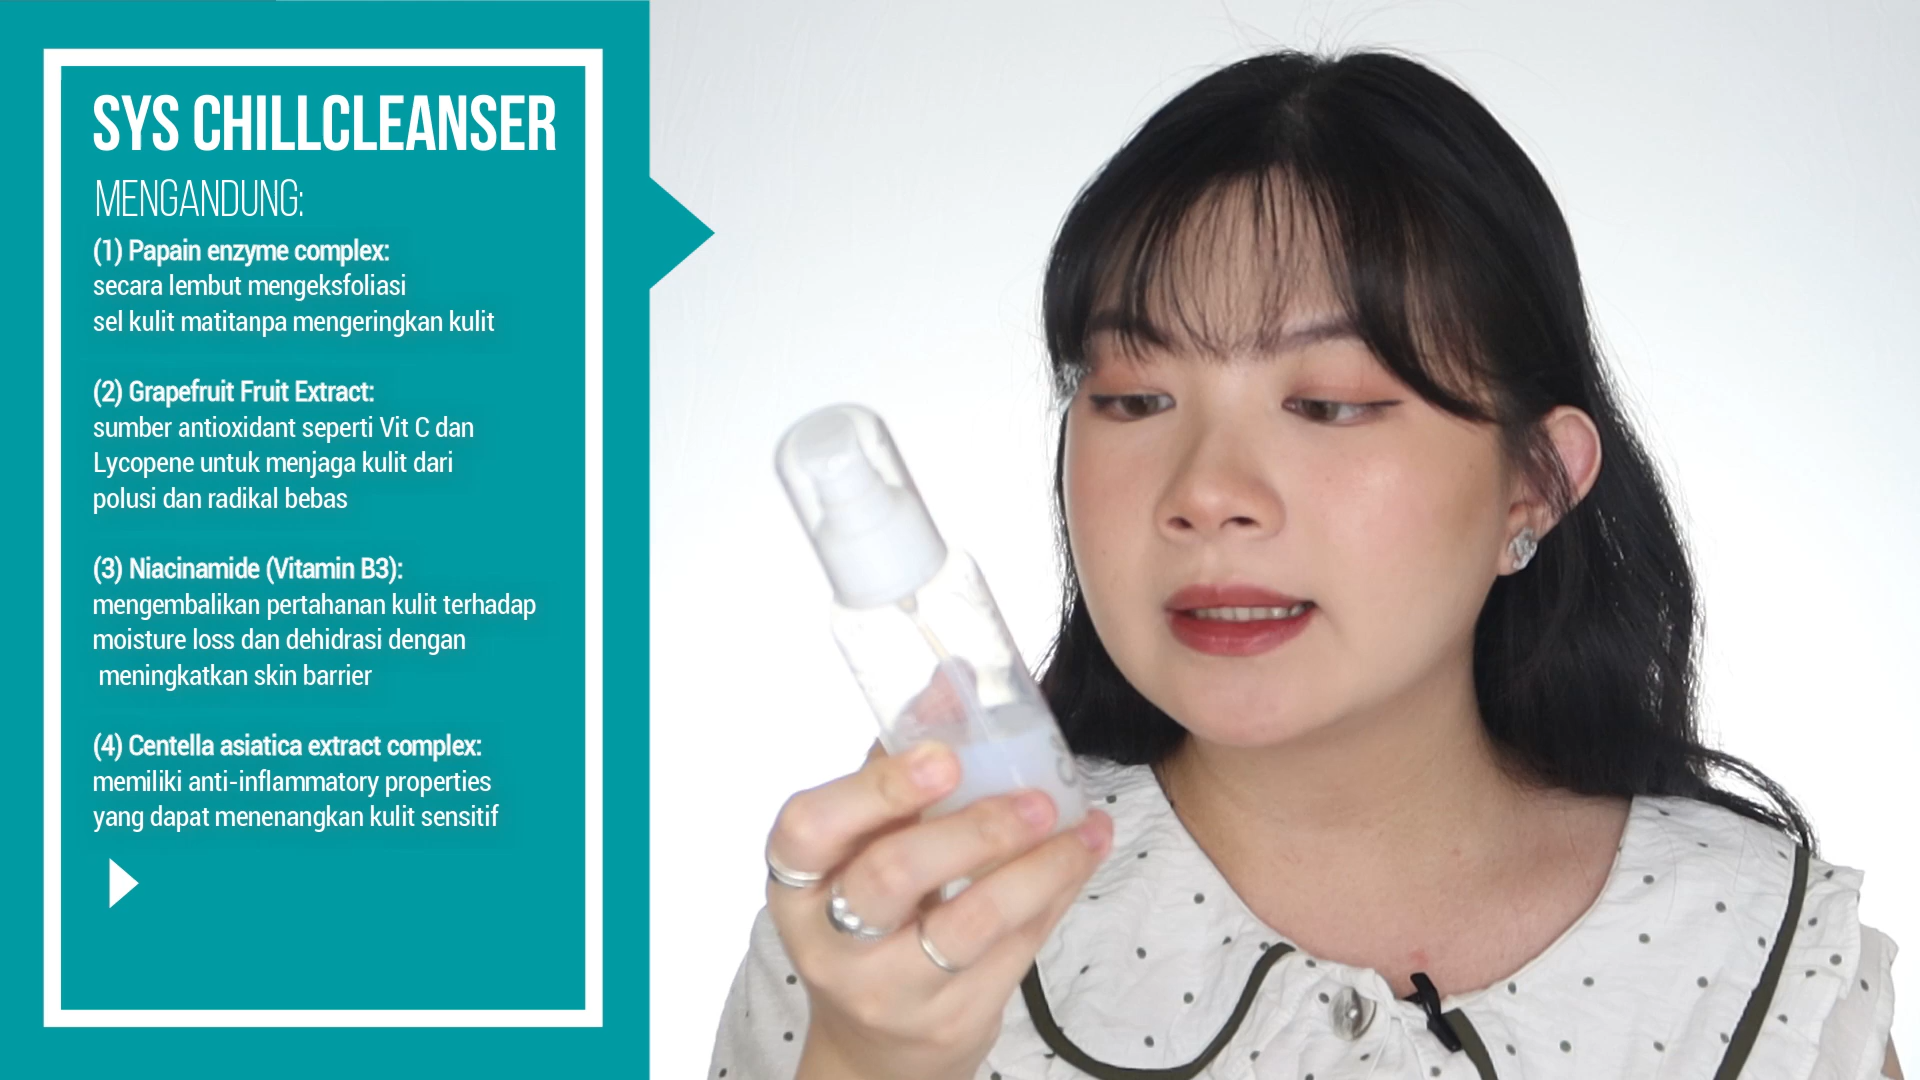 SYS CHILLCLEANSER
MENGANDUNG:
(1) Papain enzyme complex:
secara lembut mengeksfoliasi
sel kulit matitanpa mengeringkan kulit
(2) Grapefruit Fruit Extract:
sumber antioxidant seperti Vit C dan
Lycopene untuk menjaga kulit dari
polusi dan radikal bebas
(3) Niacinamide (Vitamin B3):
mengembalikan pertahanan kulit terhadap
moisture loss dan dehidrasi dengan
meningkatkan skin barrier
(4) Centella asiatica extract complex:
memiliki anti-inflammatory properties
yang dapat menenangkan kulit sensitif